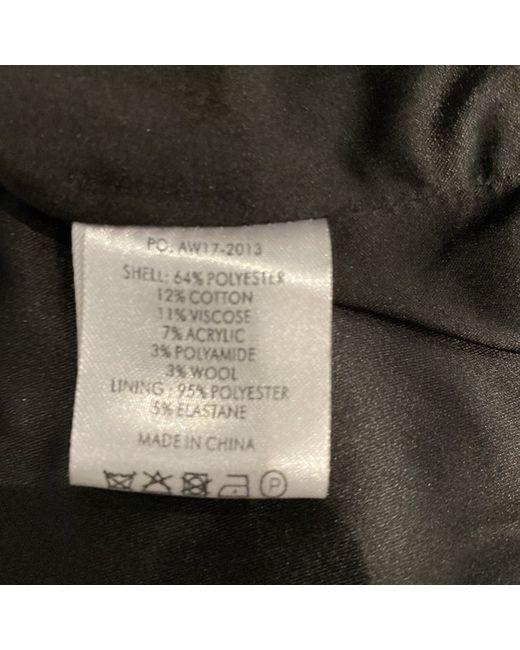 PO: AW17-2013
SHELL: 64% POLYESTER
12% COTTON
11% VISCOSE
7% ACRYLIC
3% POLYAMIDE
3% WOOL
LINING : 95% POLYESTER
5% ELASTANE
MADE IN CHINA
P